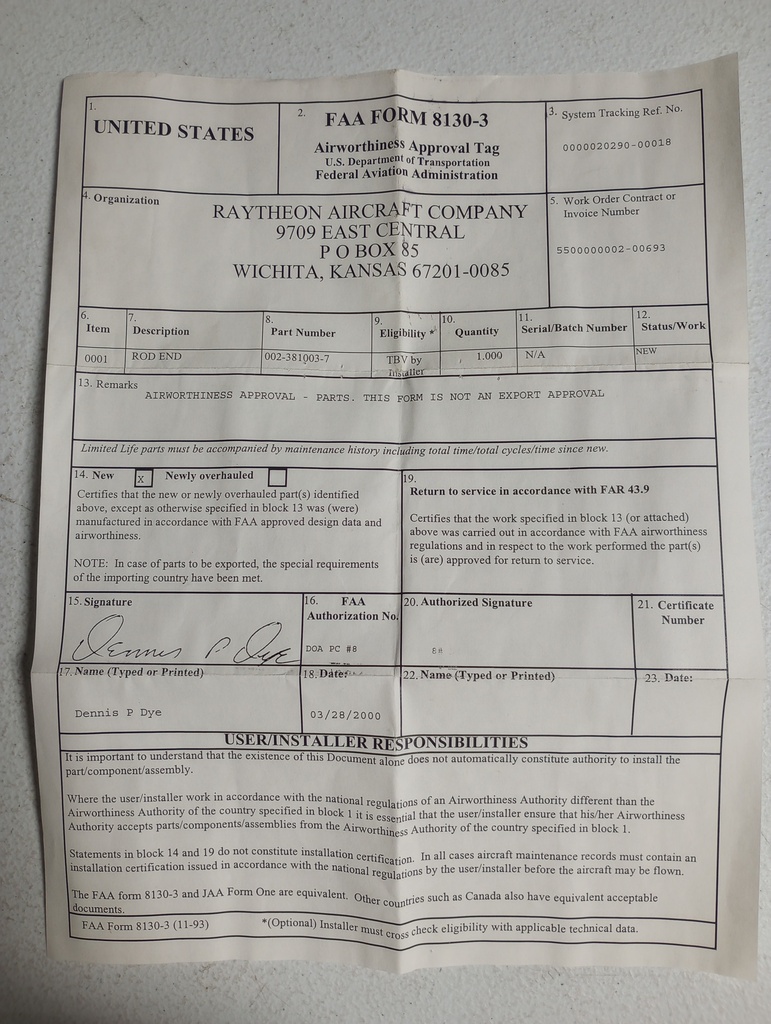 1.
UNITED STATES
2.
FAA FORM 8130-3
Airworthiness Approval Tag
U.S. Department of Transportation
Federal Aviation Administration
3. System Tracking Ref. No.
0000020290-00018
4. Organization
RAYTHEON AIRCRAFT COMPANY
9709 EAST CENTRAL
P O BOX 85
WICHITA, KANSAS 67201-0085
5. Work Order Contract or
Invoice Number
5500000002-00693
6.
Item
7.
Description
8.
Part Number
9.
Eligibility *
10.
Quantity
11.
Serial/Batch Number
12.
Status/Work
0001
ROD END
002-381003-7
TBV by
Installer
1.000
N/A
NEW
13. Remarks
AIRWORTHINESS APPROVAL - PARTS. THIS FORM IS NOT AN EXPORT APPROVAL
Limited Life parts must be accompanied by maintenance history including total time/total cycles/time since new.
14. New x Newly overhauled
Certifies that the new or newly overhauled part(s) identified
above, except as otherwise specified in block 13 was (were)
manufactured in accordance with FAA approved design data and
airworthiness.
NOTE: In case of parts to be exported, the special requirements
of the importing country have been met.
19.
Return to service in accordance with FAR 43.9
Certifies that the work specified in block 13 (or attached)
above was carried out in accordance with FAA airworthiness
regulations and in respect to the work performed the part(s)
is (are) approved for return to service.
15. Signature
Dennis P Dye
16. FAA
Authorization No.
DOA PC #8
20. Authorized Signature
8#
21. Certificate
Number
17. Name (Typed or Printed)
Dennis P Dye
18. Date:
03/28/2000
22. Name (Typed or Printed)
23. Date:
USER/INSTALLER RESPONSIBILITIES
It is important to understand that the existence of this Document alone does not automatically constitute authority to install the
part/component/assembly.
Where the user/installer work in accordance with the national regulations of an Airworthiness Authority different than the
Airworthiness Authority of the country specified in block 1 it is essential that the user/installer ensure that his/her Airworthiness
Authority accepts parts/components/assemblies from the Airworthiness Authority of the country specified in block 1.
Statements in block 14 and 19 do not constitute installation certification. In all cases aircraft maintenance records must contain an
installation certification issued in accordance with the national regulations by the user/installer before the aircraft may be flown.
The FAA form 8130-3 and JAA Form One are equivalent. Other countries such as Canada also have equivalent acceptable
documents.
FAA Form 8130-3 (11-93)
*(Optional) Installer must cross check eligibility with applicable technical data.